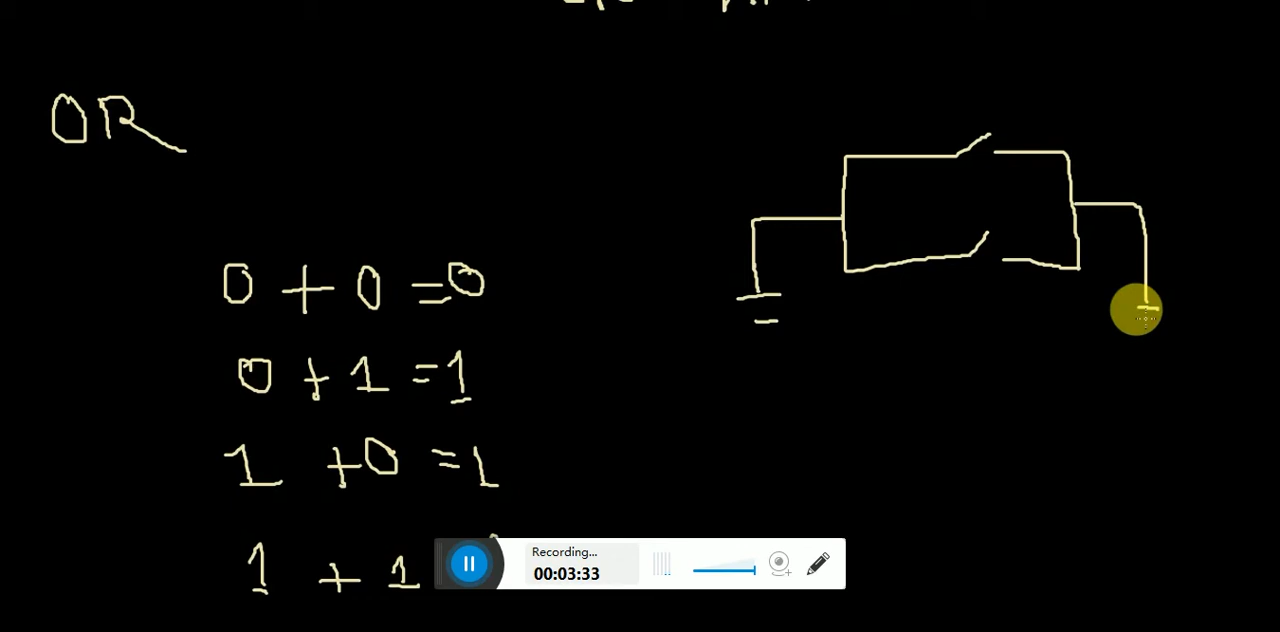 OR
0 + 0 = 0
0 + 1 = 1
1 + 0 = 1
1 + 1
Recording...
00:03:33